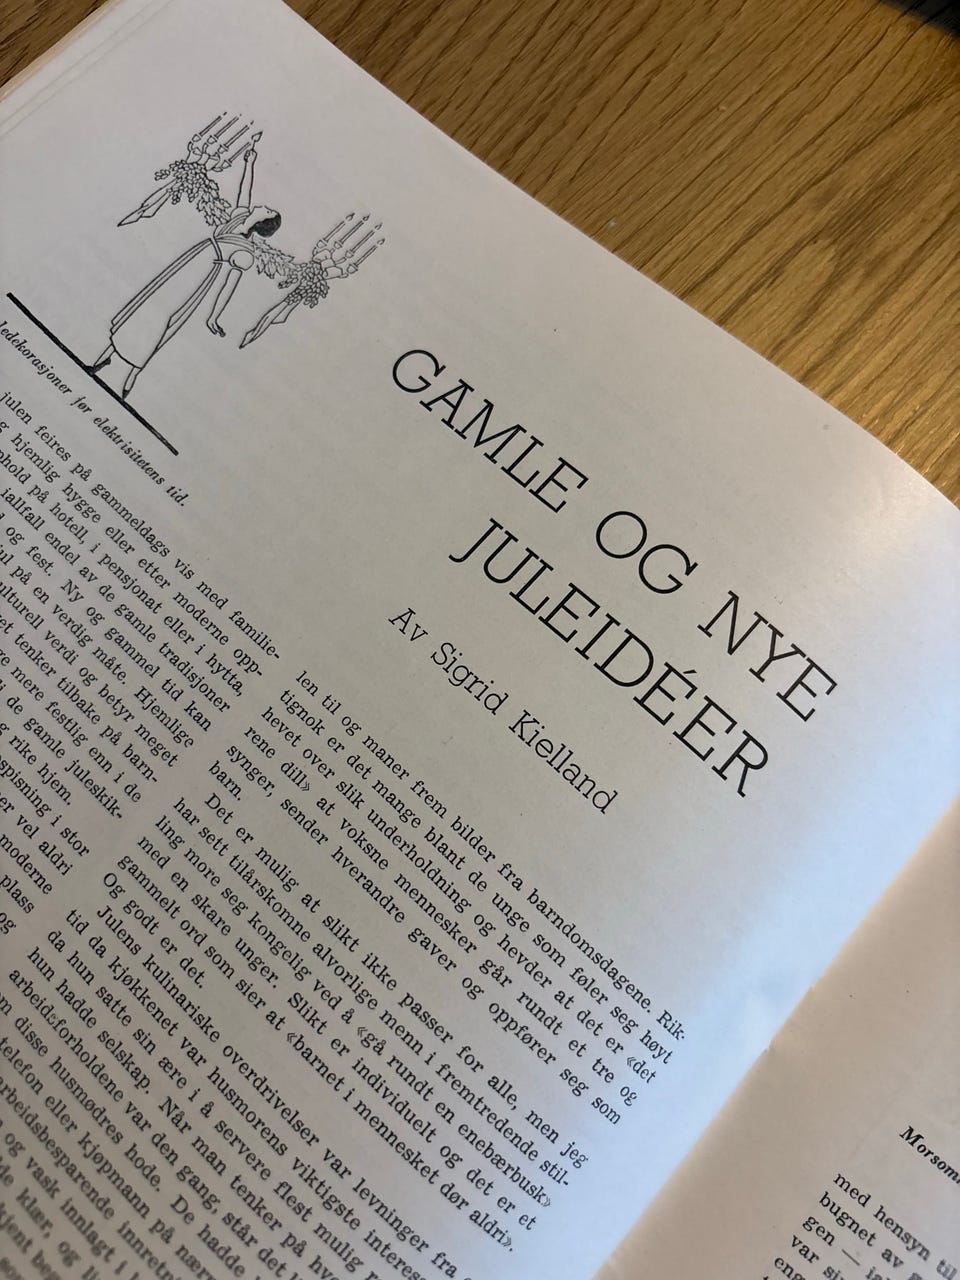 GAMLE OG NYE
JULEIDÉER
Av Sigrid Kielland
ledekorasjoner før elektrisitetens tid.
julen feires på gammeldags vis med familie-
hjemlig hygge eller etter moderne opp-
hold på hotell, i pensjonat eller i hytta,
iallfall endel av de gamle tradisjoner
og fest. Ny og gammel tid kan
på en verdig måte. Hjemlige
verdi og betyr meget
tenker tilbake på barn-
mere festlig enn i de
de gamle juleskik-
rike hjem.
spisning i stor
vel aldri
moderne
plass
og
len til og maner frem bilder fra barndomsdagene. Rik-
tignok er det mange blant de unge som føler seg høyt
hevet over slik underholdning og hevder at det er «det
rene dill» at voksne mennesker går rundt et tre og
synger, sender hverandre gaver og oppfører seg som
barn.
Det er mulig at slikt ikke passer for alle, men jeg
har sett tilårskomne alvorlige menn i fremtredende stil-
ling more seg kongelig ved å «gå rundt en enebærbusk»
med en skare unger. Slikt er individuelt og det er et
gammelt ord som sier at «barnet i mennesket dør aldri».
Og godt er det.
Julens kulinariske overdrivelser var levninger fra
tid da kjøkkenet var husmorens viktigste
da hun satte sin ære i å servere flest mulig
hun hadde selskap. Når man tenker på
arbeidsforholdene var den gang, står det
disse husmødres hode. De hadde
telefon eller kjøpmann på
arbeidsbesparende
og vask innlagt i
klær, og
Morsom
med hensyn til
bugnet av
gen —
var